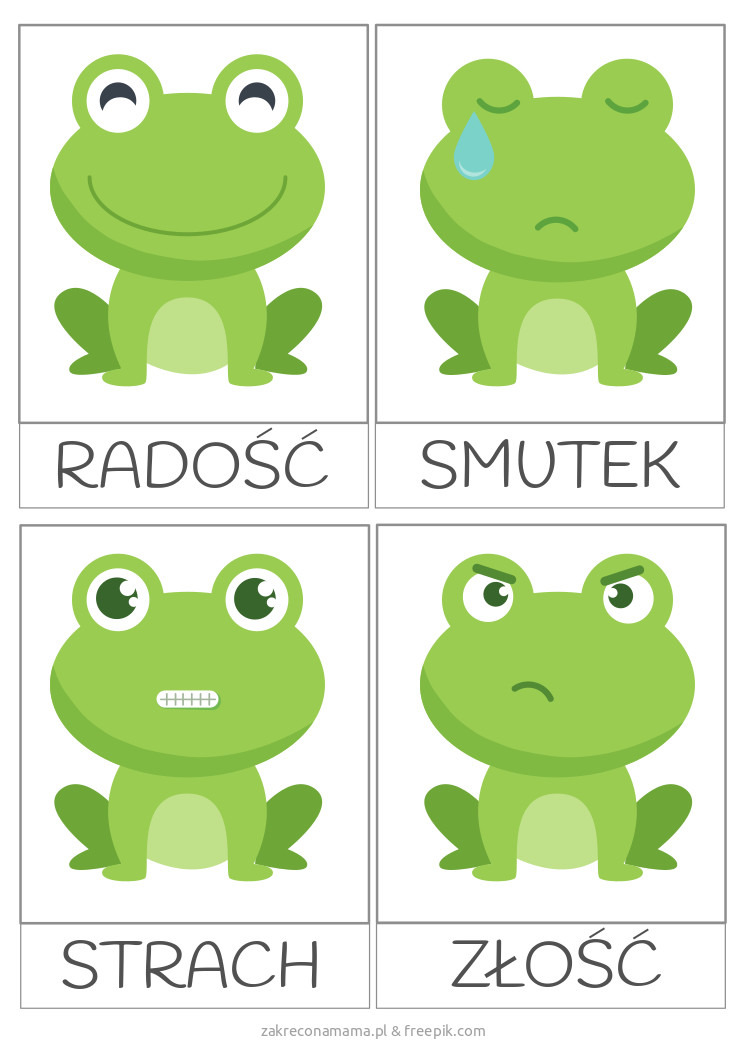 RADOŚĆ
SMUTEK
STRACH
ZŁOŚĆ
zakreconamama.pl & freepik.com